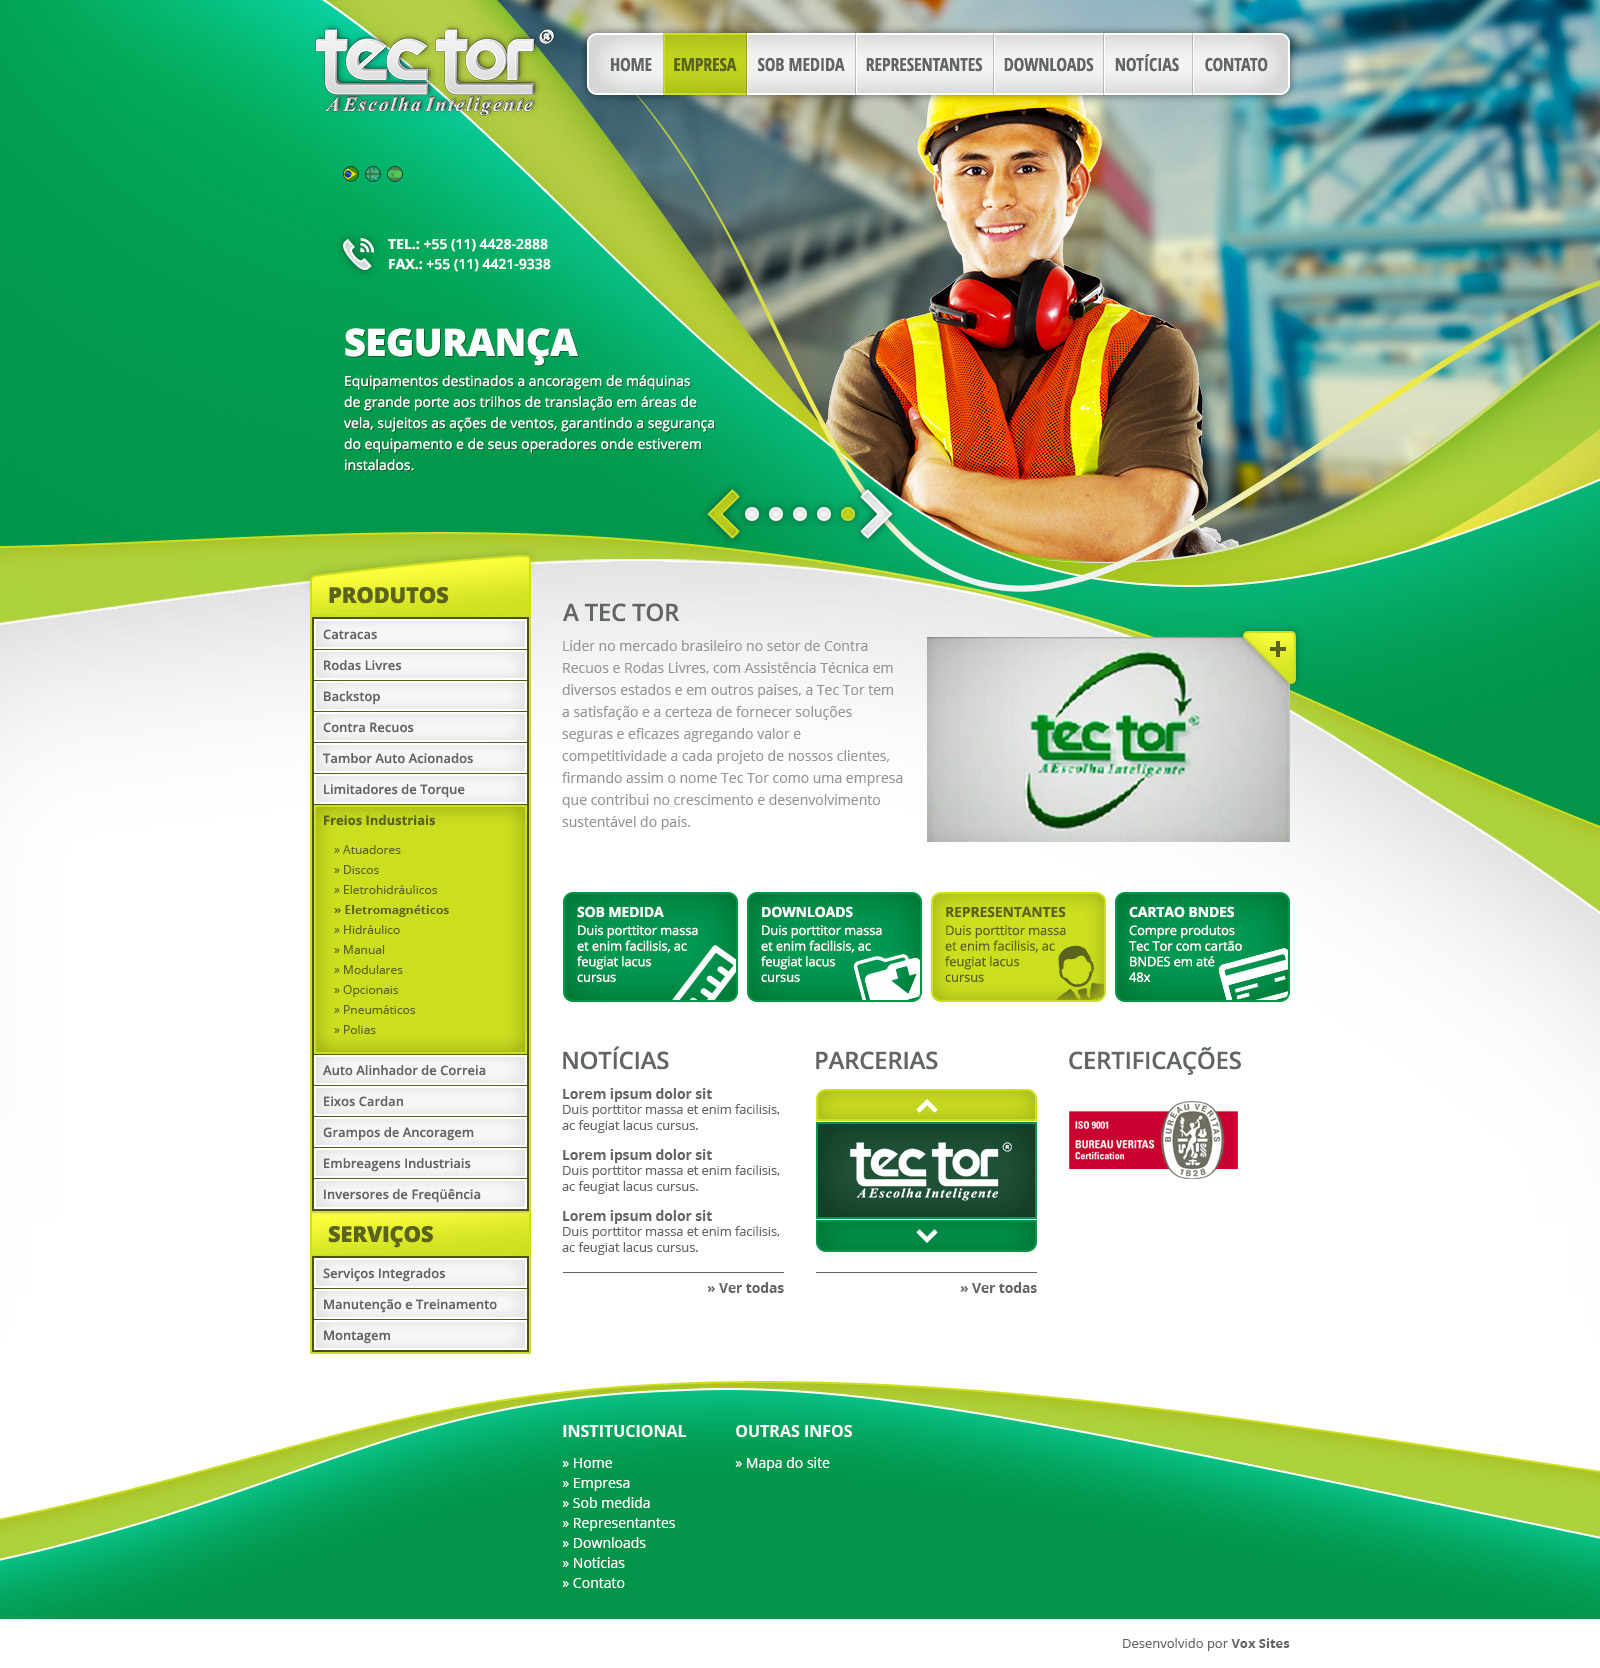 tec tor ®
A Escolha Inteligente
HOME
EMPRESA
SOB MEDIDA
REPRESENTANTES
DOWNLOADS
NOTÍCIAS
CONTATO
TEL.: +55 (11) 4428-2888
FAX.: +55 (11) 4421-9338
SEGURANÇA
Equipamentos destinados a ancoragem de máquinas
de grande porte aos trilhos de translação em áreas de
vela, sujeitos as ações de ventos, garantindo a segurança
do equipamento e de seus operadores onde estiverem
instalados.
PRODUTOS
Catracas
Rodas Livres
Backstop
Contra Recuos
Tambor Auto Acionados
Limitadores de Torque
Freios Industriais
» Atuadores
» Discos
» Eletrohidráulicos
» Eletromagnéticos
» Hidráulico
» Manual
» Modulares
» Opcionais
» Pneumáticos
» Polias
Auto Alinhador de Correia
Eixos Cardan
Grampos de Ancoragem
Embreagens Industriais
Inversores de Freqüência
SERVIÇOS
Serviços Integrados
Manutenção e Treinamento
Montagem
A TEC TOR
Líder no mercado brasileiro no setor de Contra
Recuos e Rodas Livres, com Assistência Técnica em
diversos estados e em outros países, a Tec Tor tem
a satisfação e a certeza de fornecer soluções
seguras e eficazes agregando valor e
competitividade a cada projeto de nossos clientes,
firmando assim o nome Tec Tor como uma empresa
que contribui no crescimento e desenvolvimento
sustentável do país.
+
tec tor ®
A Escolha Inteligente
SOB MEDIDA
Duis porttitor massa
et enim facilisis, ac
feugiat lacus
cursus
DOWNLOADS
Duis porttitor massa
et enim facilisis, ac
feugiat lacus
cursus
REPRESENTANTES
Duis porttitor massa
et enim facilisis, ac
feugiat lacus
cursus
CARTAO BNDES
Compre produtos
Tec Tor com cartão
BNDES em até
48x
NOTÍCIAS
Lorem ipsum dolor sit
Duis porttitor massa et enim facilisis,
ac feugiat lacus cursus.
Lorem ipsum dolor sit
Duis porttitor massa et enim facilisis,
ac feugiat lacus cursus.
Lorem ipsum dolor sit
Duis porttitor massa et enim facilisis,
ac feugiat lacus cursus.
» Ver todas
PARCERIAS
tec tor ®
A Escolha Inteligente
» Ver todas
CERTIFICAÇÕES
ISO 9001
BUREAU VERITAS
Certification
BUREAU VERITAS
1828
INSTITUCIONAL
» Home
» Empresa
» Sob medida
» Representantes
» Downloads
» Notícias
» Contato
OUTRAS INFOS
» Mapa do site
Desenvolvido por Vox Sites